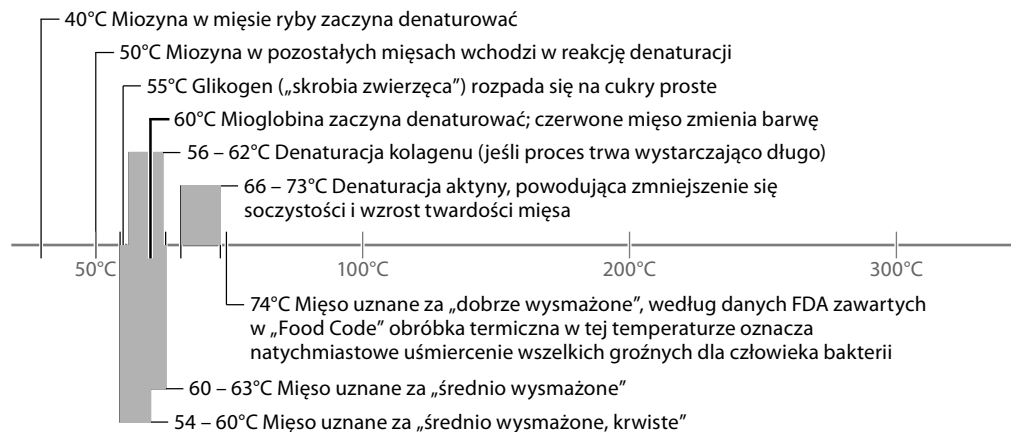 40°C Miozyna w mięsie ryby zaczyna denaturować
50°C Miozyna w pozostałych mięsach wchodzi w reakcję denaturacji
55°C Glikogen („skrobia zwierzęca”) rozpada się na cukry proste
60°C Mioglobina zaczyna denaturować; czerwone mięso zmienia barwę
56 – 62°C Denaturacja kolagenu (jeśli proces trwa wystarczająco długo)
66 – 73°C Denaturacja aktyny, powodująca zmniejszenie się
soczystości i wzrost twardości mięsa
50°C 100°C 200°C 300°C
74°C Mięso uznane za „dobrze wysmażone”, według danych FDA zawartych
w „Food Code” obróbka termiczna w tej temperaturze oznacza
natychmiastowe uśmiercenie wszelkich groźnych dla człowieka bakterii
60 – 63°C Mięso uznane za „średnio wysmażone”
54 – 60°C Mięso uznane za „średnio wysmażone, krwiste”